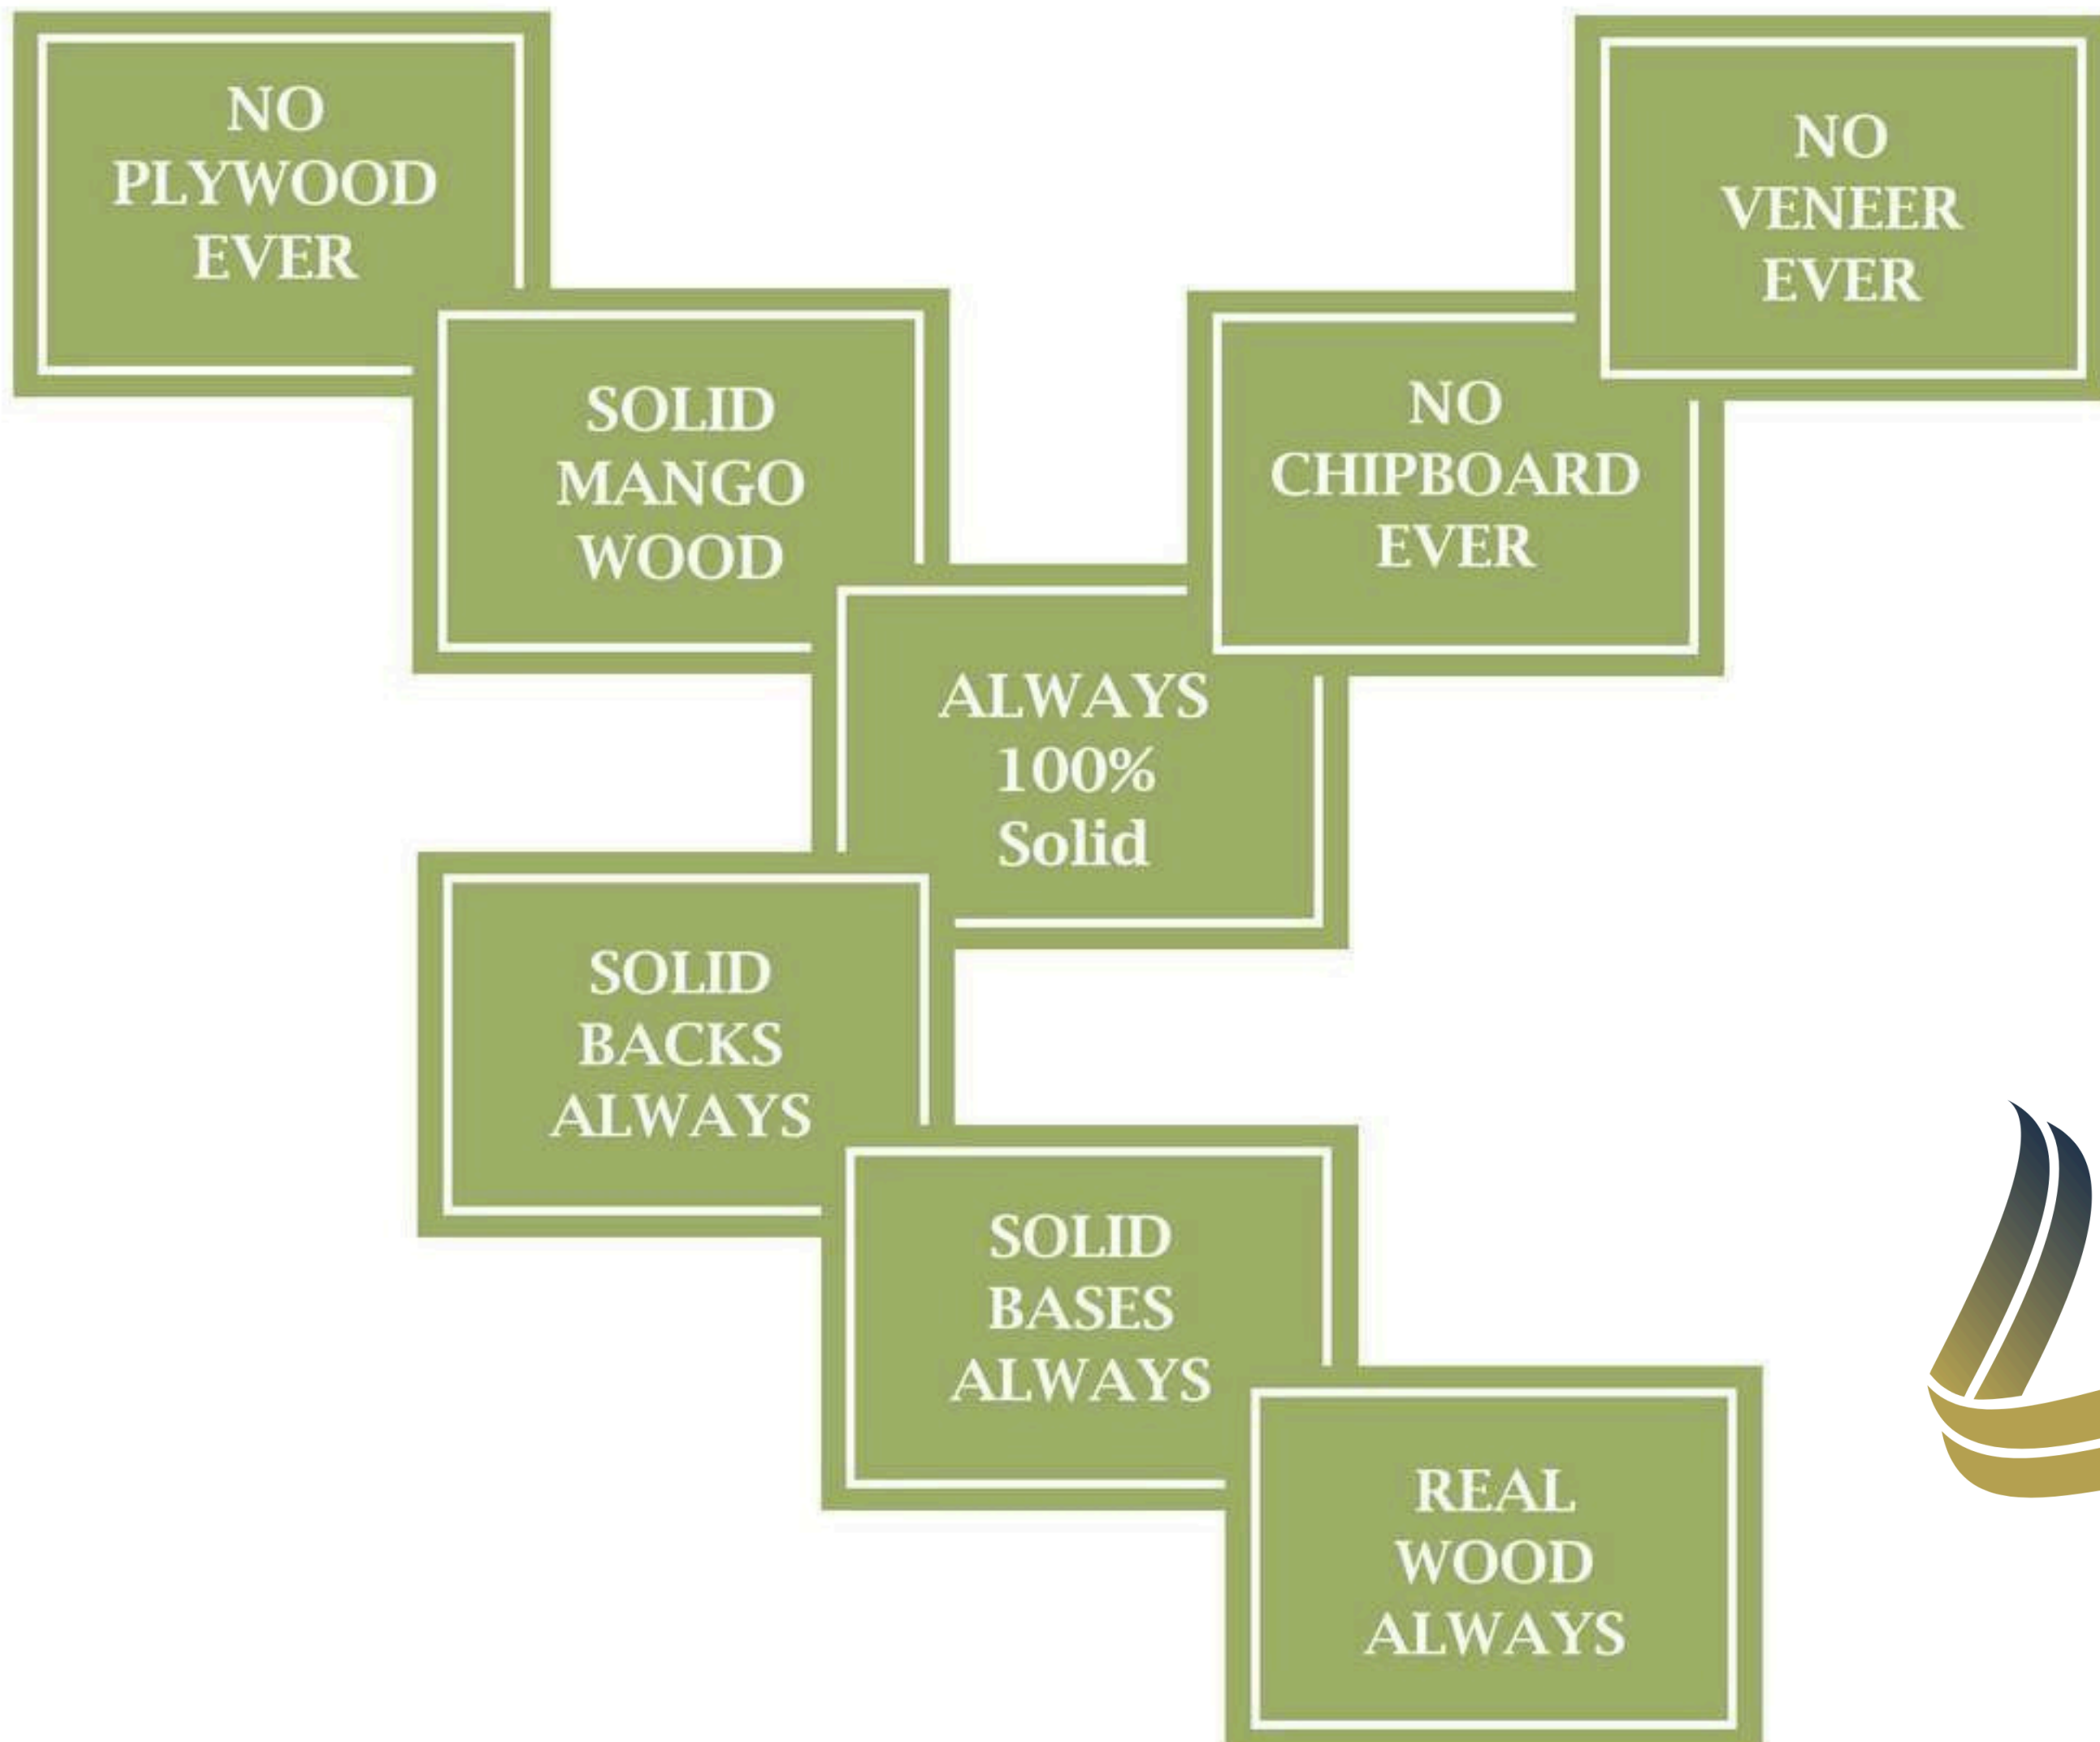 NO
PLYWOOD
EVER
NO
VENEER
EVER
SOLID
MANGO
WOOD
NO
CHIPBOARD
EVER
ALWAYS
100%
Solid
SOLID
BACKS
ALWAYS
SOLID
BASES
ALWAYS
REAL
WOOD
ALWAYS